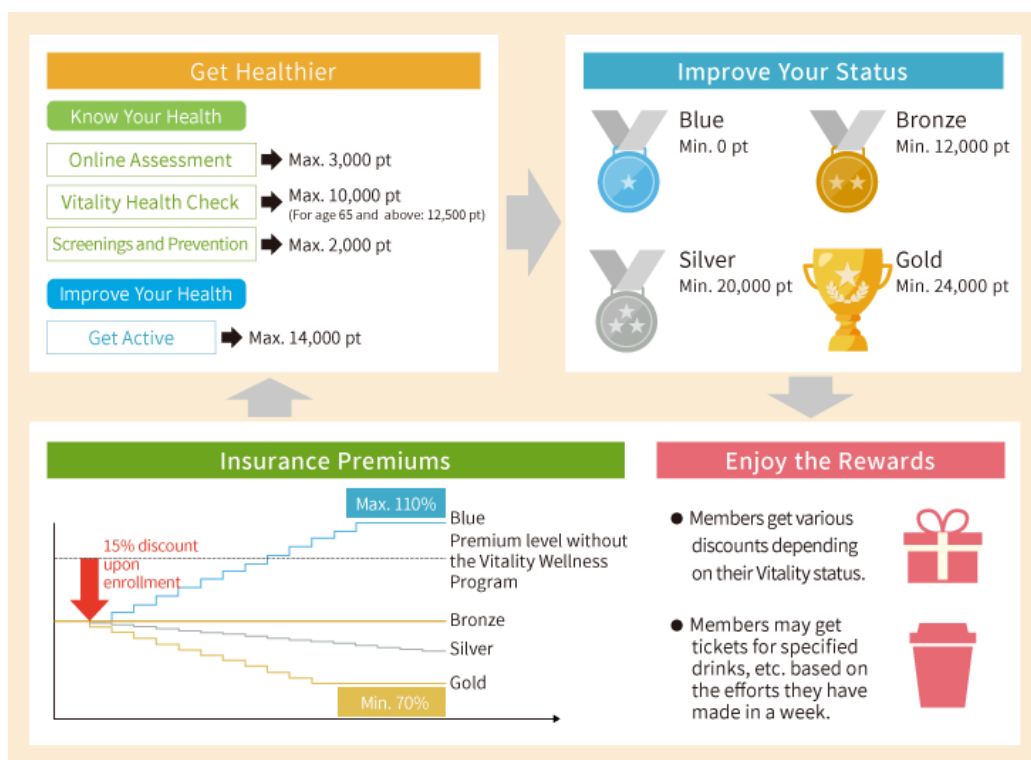 Get Healthier
Know Your Health
Online Assessment
Max. 3,000 pt
Vitality Health Check
Max. 10,000 pt
(For age 65 and above: 12,500 pt)
Screenings and Prevention
Max. 2,000 pt
Improve Your Health
Get Active
Max. 14,000 pt
Improve Your Status
Blue
Min. 0 pt
Bronze
Min. 12,000 pt
Silver
Min. 20,000 pt
Gold
Min. 24,000 pt
Insurance Premiums
Max. 110%
15% discount
upon
enrollment
Blue
Premium level without
the Vitality Wellness
Program
Bronze
Silver
Gold
Min. 70%
Enjoy the Rewards
● Members get various
discounts depending
on their Vitality status.
● Members may get
tickets for specified
drinks, etc. based on
the efforts they have
made in a week.